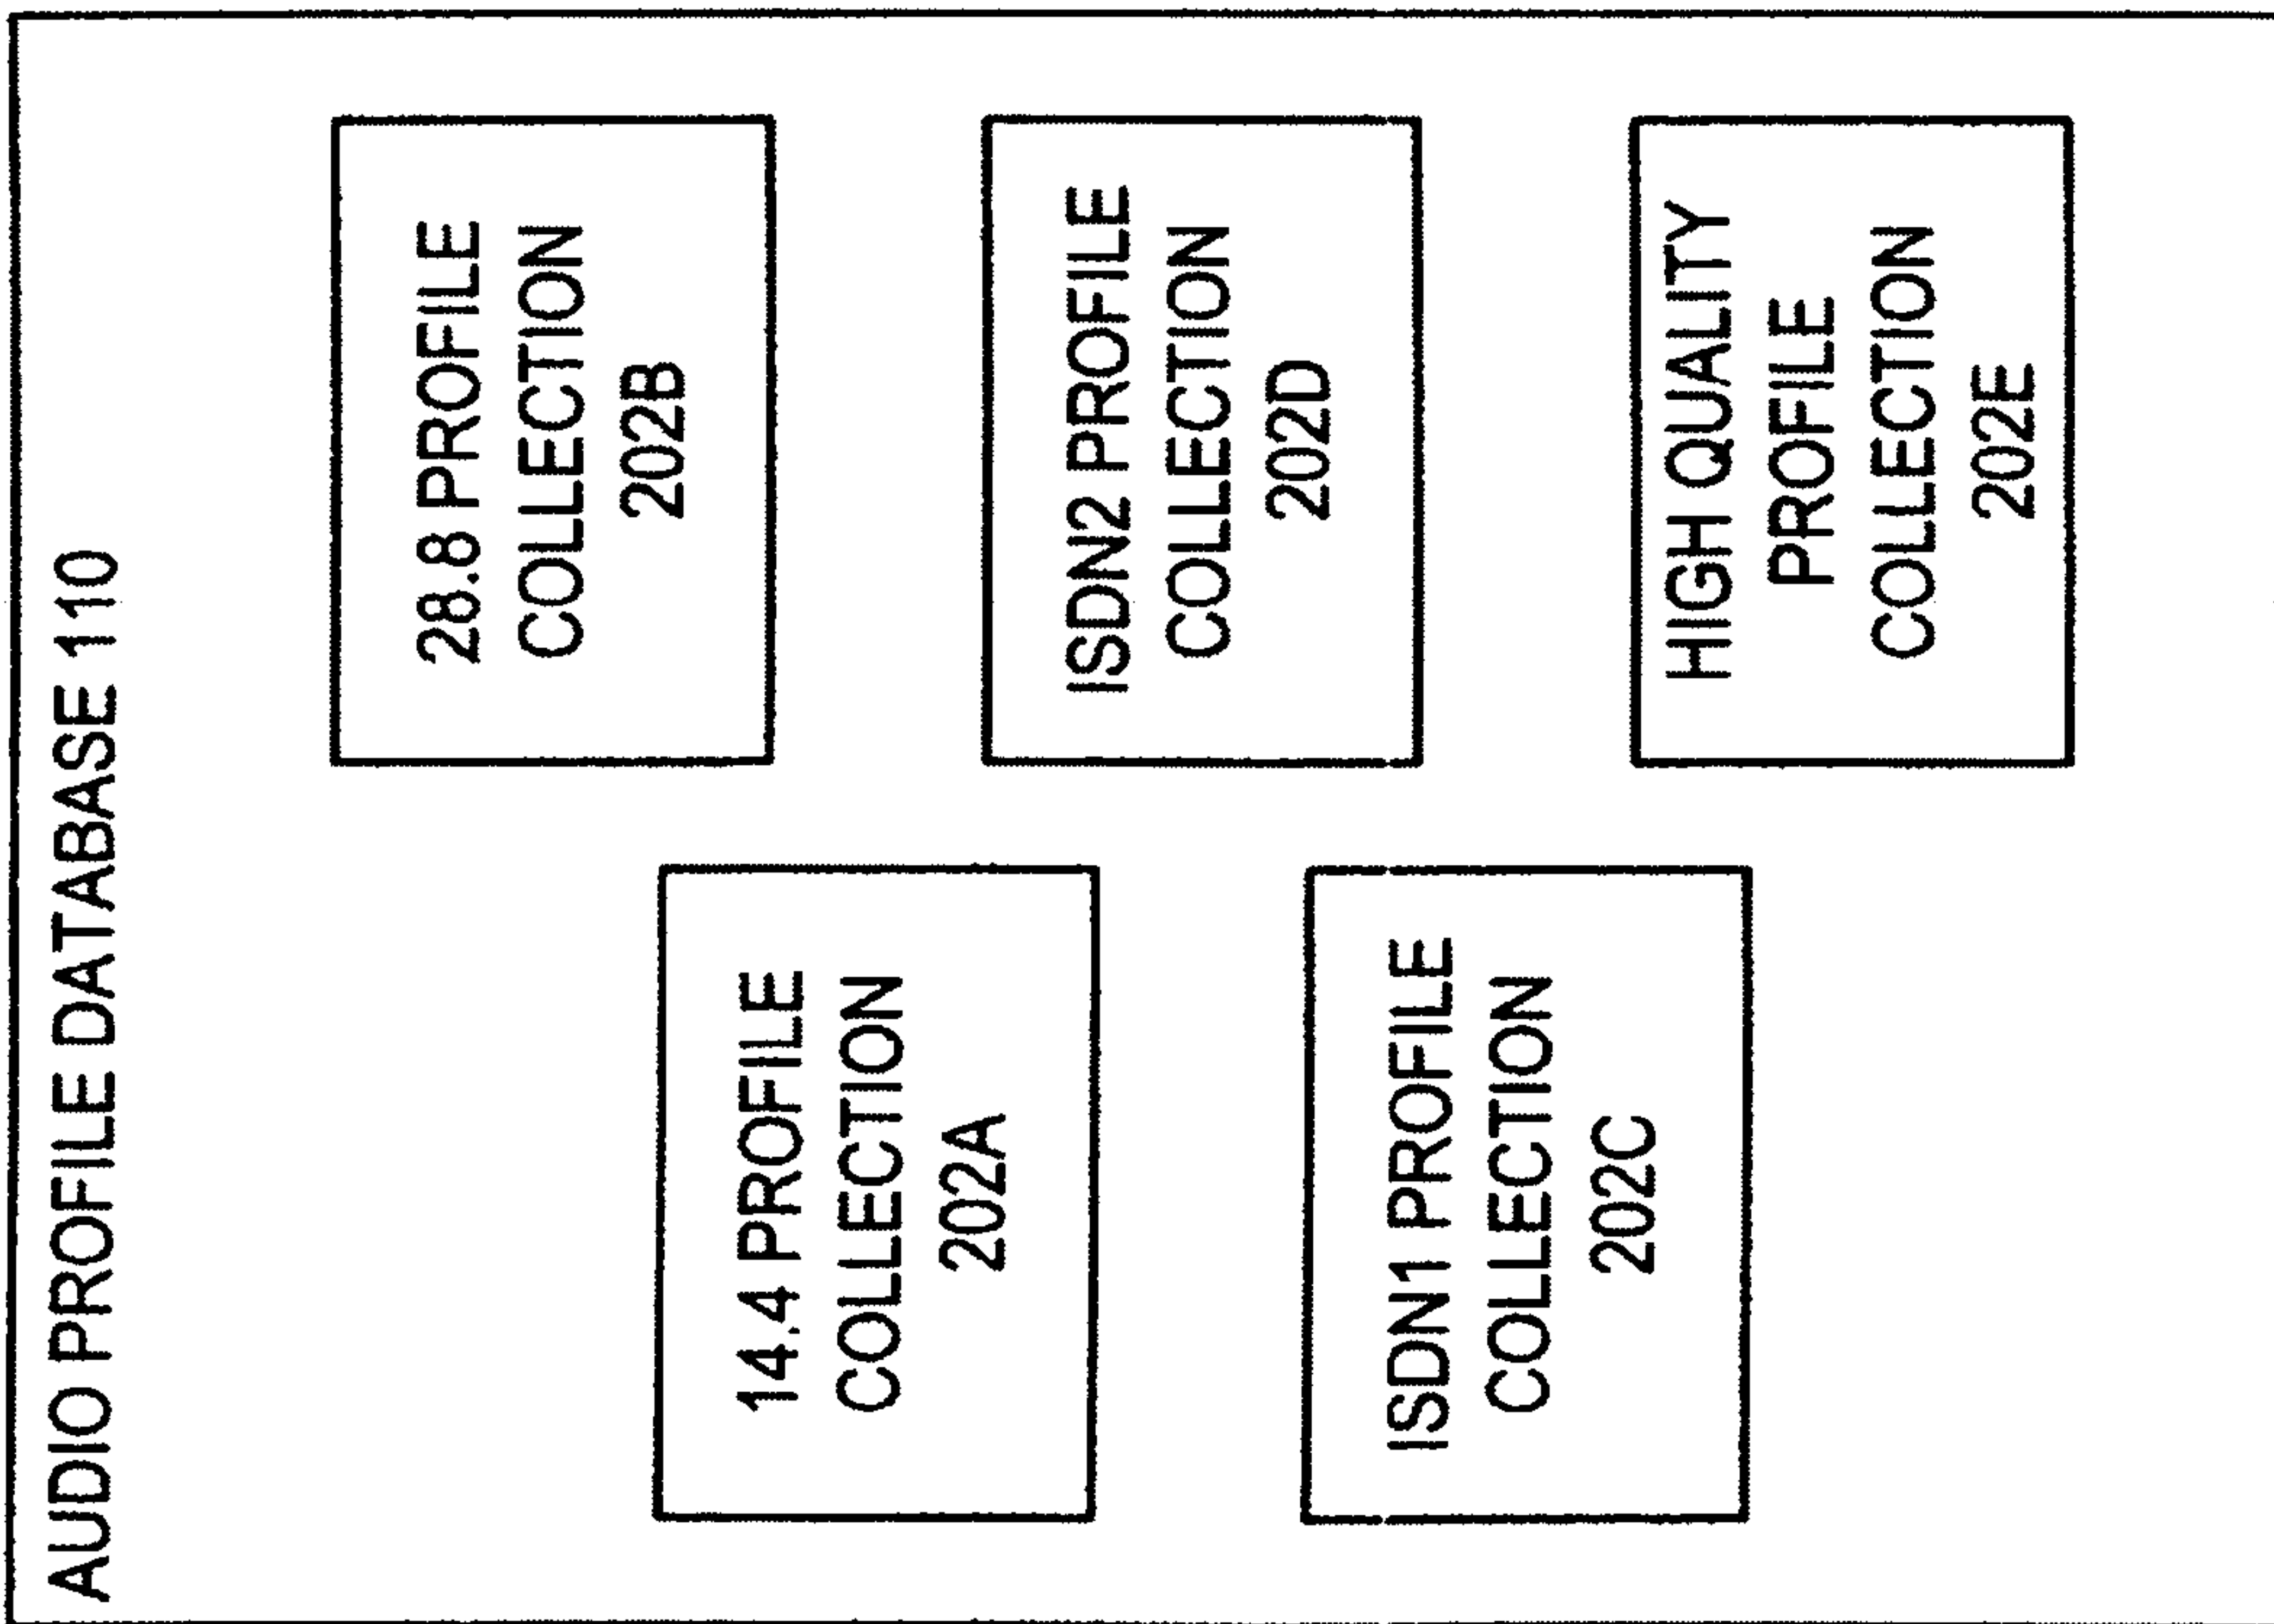 AUDIO PROFILE DATABASE 110
28.8 PROFILE
COLLECTION
202B
14.4 PROFILE
COLLECTION
202A
ISDN2 PROFILE
COLLECTION
202D
ISDN1 PROFILE
COLLECTION
202C
HIGH QUALITY
PROFILE
COLLECTION
202E